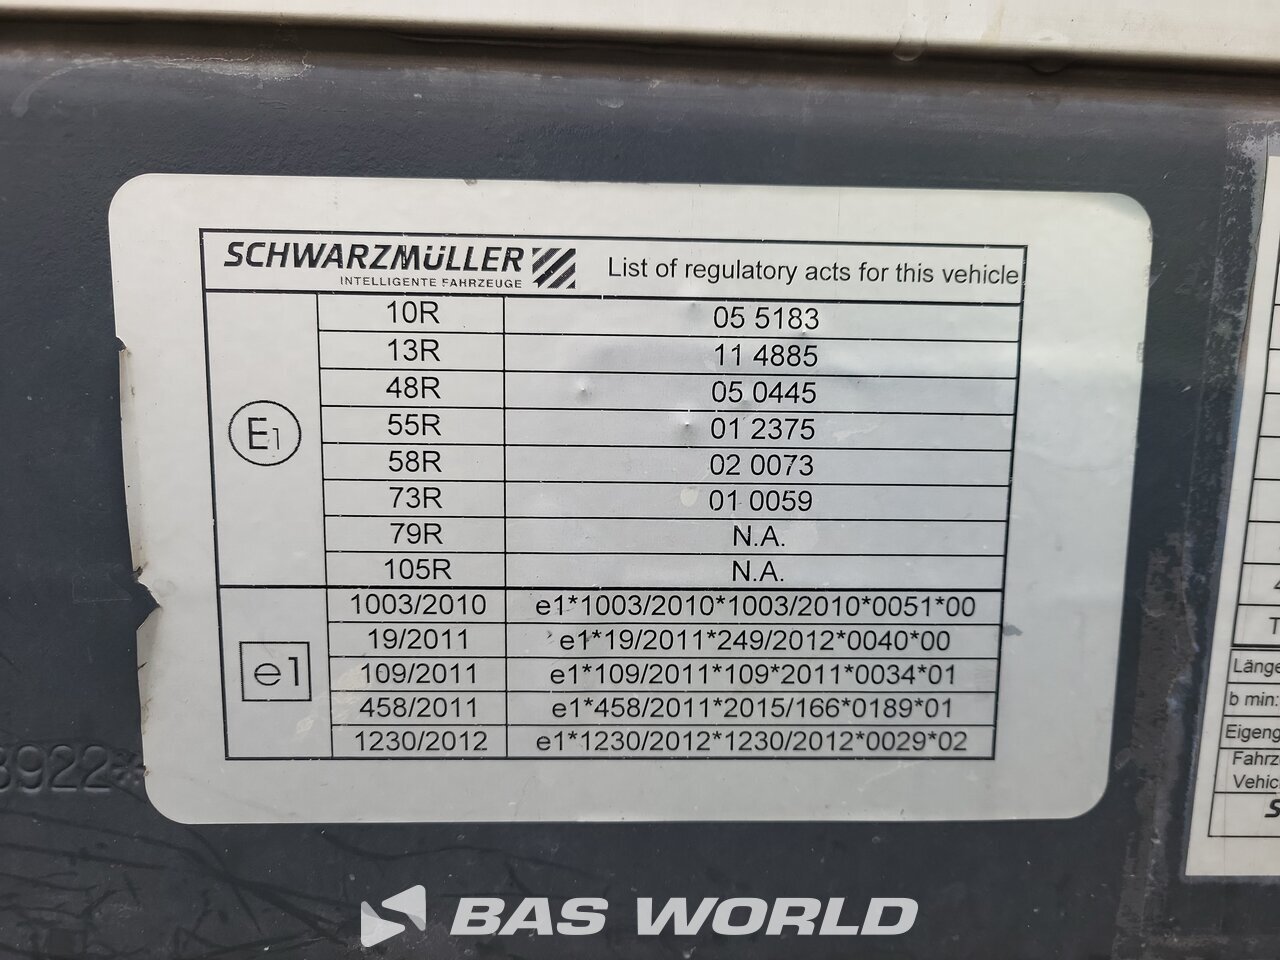 SCHWARZMÜLLER
INTELLIGENTE FAHRZEUGE
List of regulatory acts for this vehicle
E1
10R 05 5183
13R 11 4885
48R 05 0445
55R 01 2375
58R 02 0073
73R 01 0059
79R N.A.
105R N.A.
e1
1003/2010 e1*1003/2010*1003/2010*0051*00
19/2011 e1*19/2011*249/2012*0040*00
109/2011 e1*109/2011*109*2011*0034*01
458/2011 e1*458/2011*2015/166*0189*01
1230/2012 e1*1230/2012*1230/2012*0029*02
8922*
Länge
b min:
Eigeng
Fahrze
Vehic
BAS WORLD